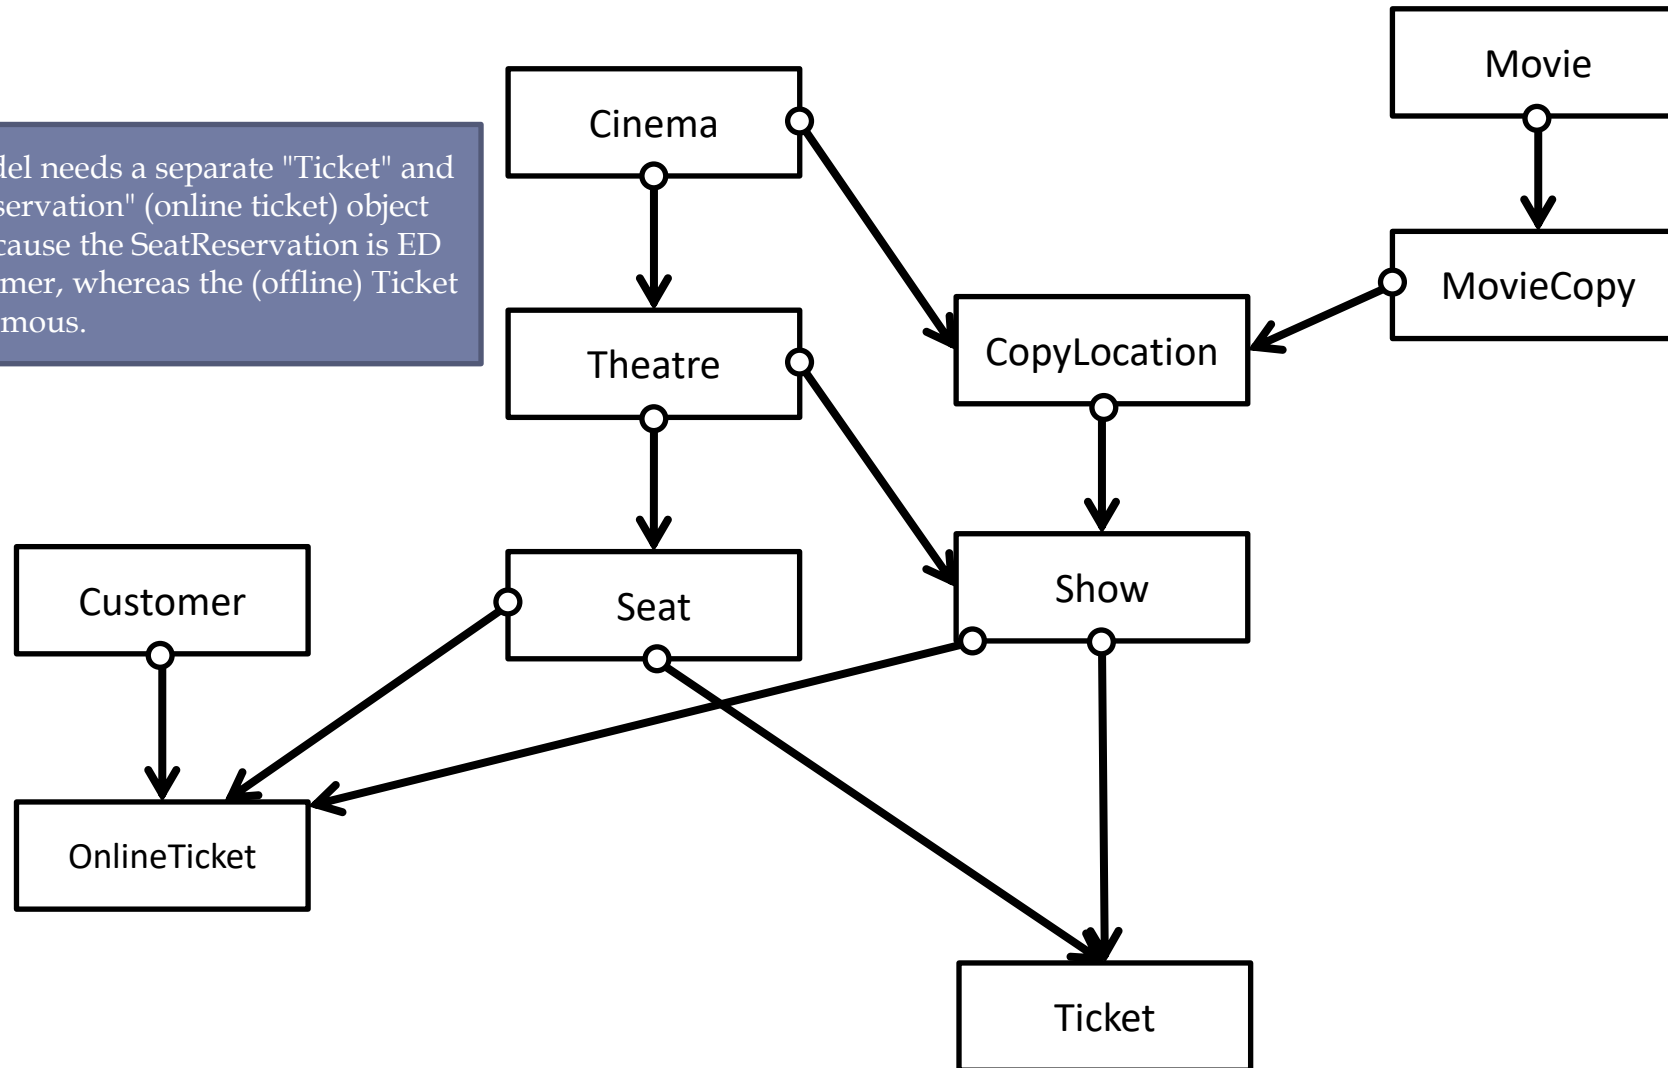 Movie
Cinema
del needs a separate "Ticket" and
servation" (online ticket) object
cause the SeatReservation is ED
mer, whereas the (offline) Ticket
mous.
MovieCopy
CopyLocation
Theatre
Show
Customer
Seat
OnlineTicket
Ticket